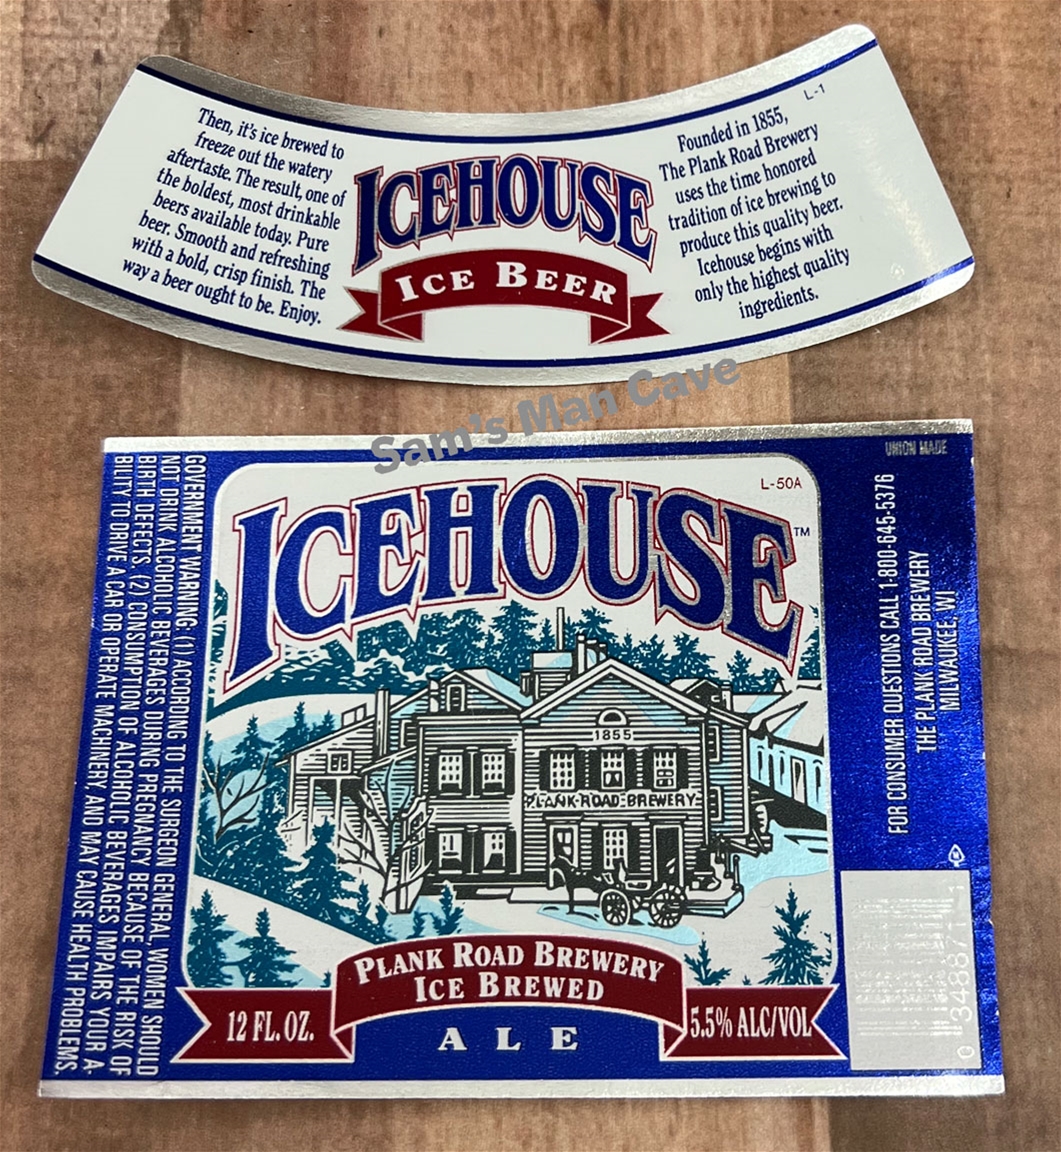 Then, it's ice brewed to
freeze out the watery
aftertaste. The result, one of
the boldest, most drinkable
beers available today. Pure
beer. Smooth and refreshing
with a bold, crisp finish. The
way a beer ought to be. Enjoy.
ICEHOUSE
ICE BEER
L-1
Founded in 1855,
The Plank Road Brewery
uses the time honored
tradition of ice brewing to
produce this quality beer.
Icehouse begins with
only the highest quality
ingredients.
Sam's Man Cave
GOVERNMENT WARNING: (1) ACCORDING TO THE SURGEON GENERAL, WOMEN SHOULD
NOT DRINK ALCOHOLIC BEVERAGES DURING PREGNANCY BECAUSE OF THE RISK OF
BIRTH DEFECTS. (2) CONSUMPTION OF ALCOHOLIC BEVERAGES IMPAIRS YOUR A-
BILITY TO DRIVE A CAR OR OPERATE MACHINERY, AND MAY CAUSE HEALTH PROBLEMS.
L-50A
ICEHOUSE™
1855
PLANK-ROAD-BREWERY
PLANK ROAD BREWERY
ICE BREWED
12 FL. OZ.
ALE
5.5% ALC/VOL
UNION MADE
FOR CONSUMER QUESTIONS CALL 1-800-645-5376
THE PLANK ROAD BREWERY
MILWAUKEE, WI